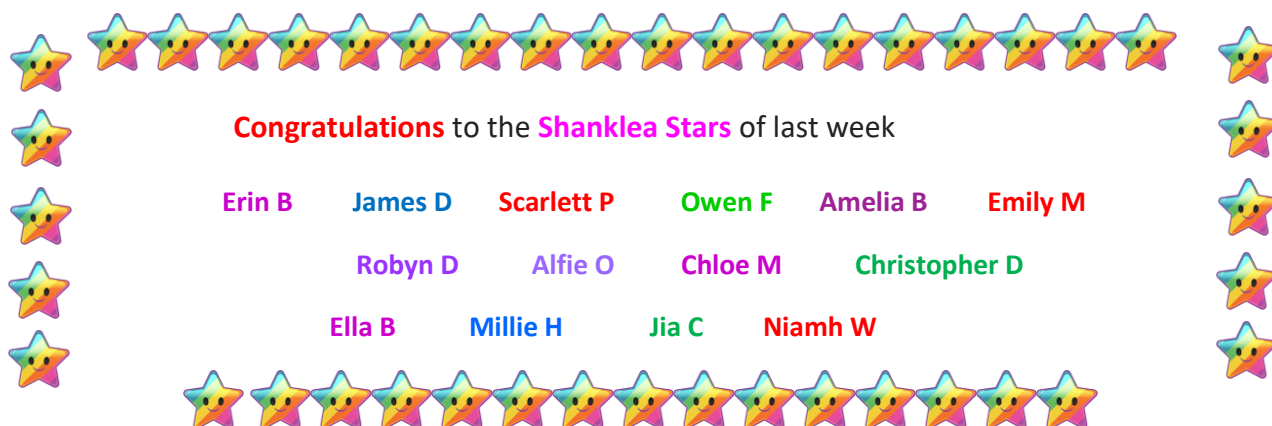 Congratulations to the Shanklea Stars of last week
Erin B James D Scarlett P Owen F Amelia B Emily M
Robyn D Alfie O Chloe M Christopher D
Ella B Millie H Jia C Niamh W